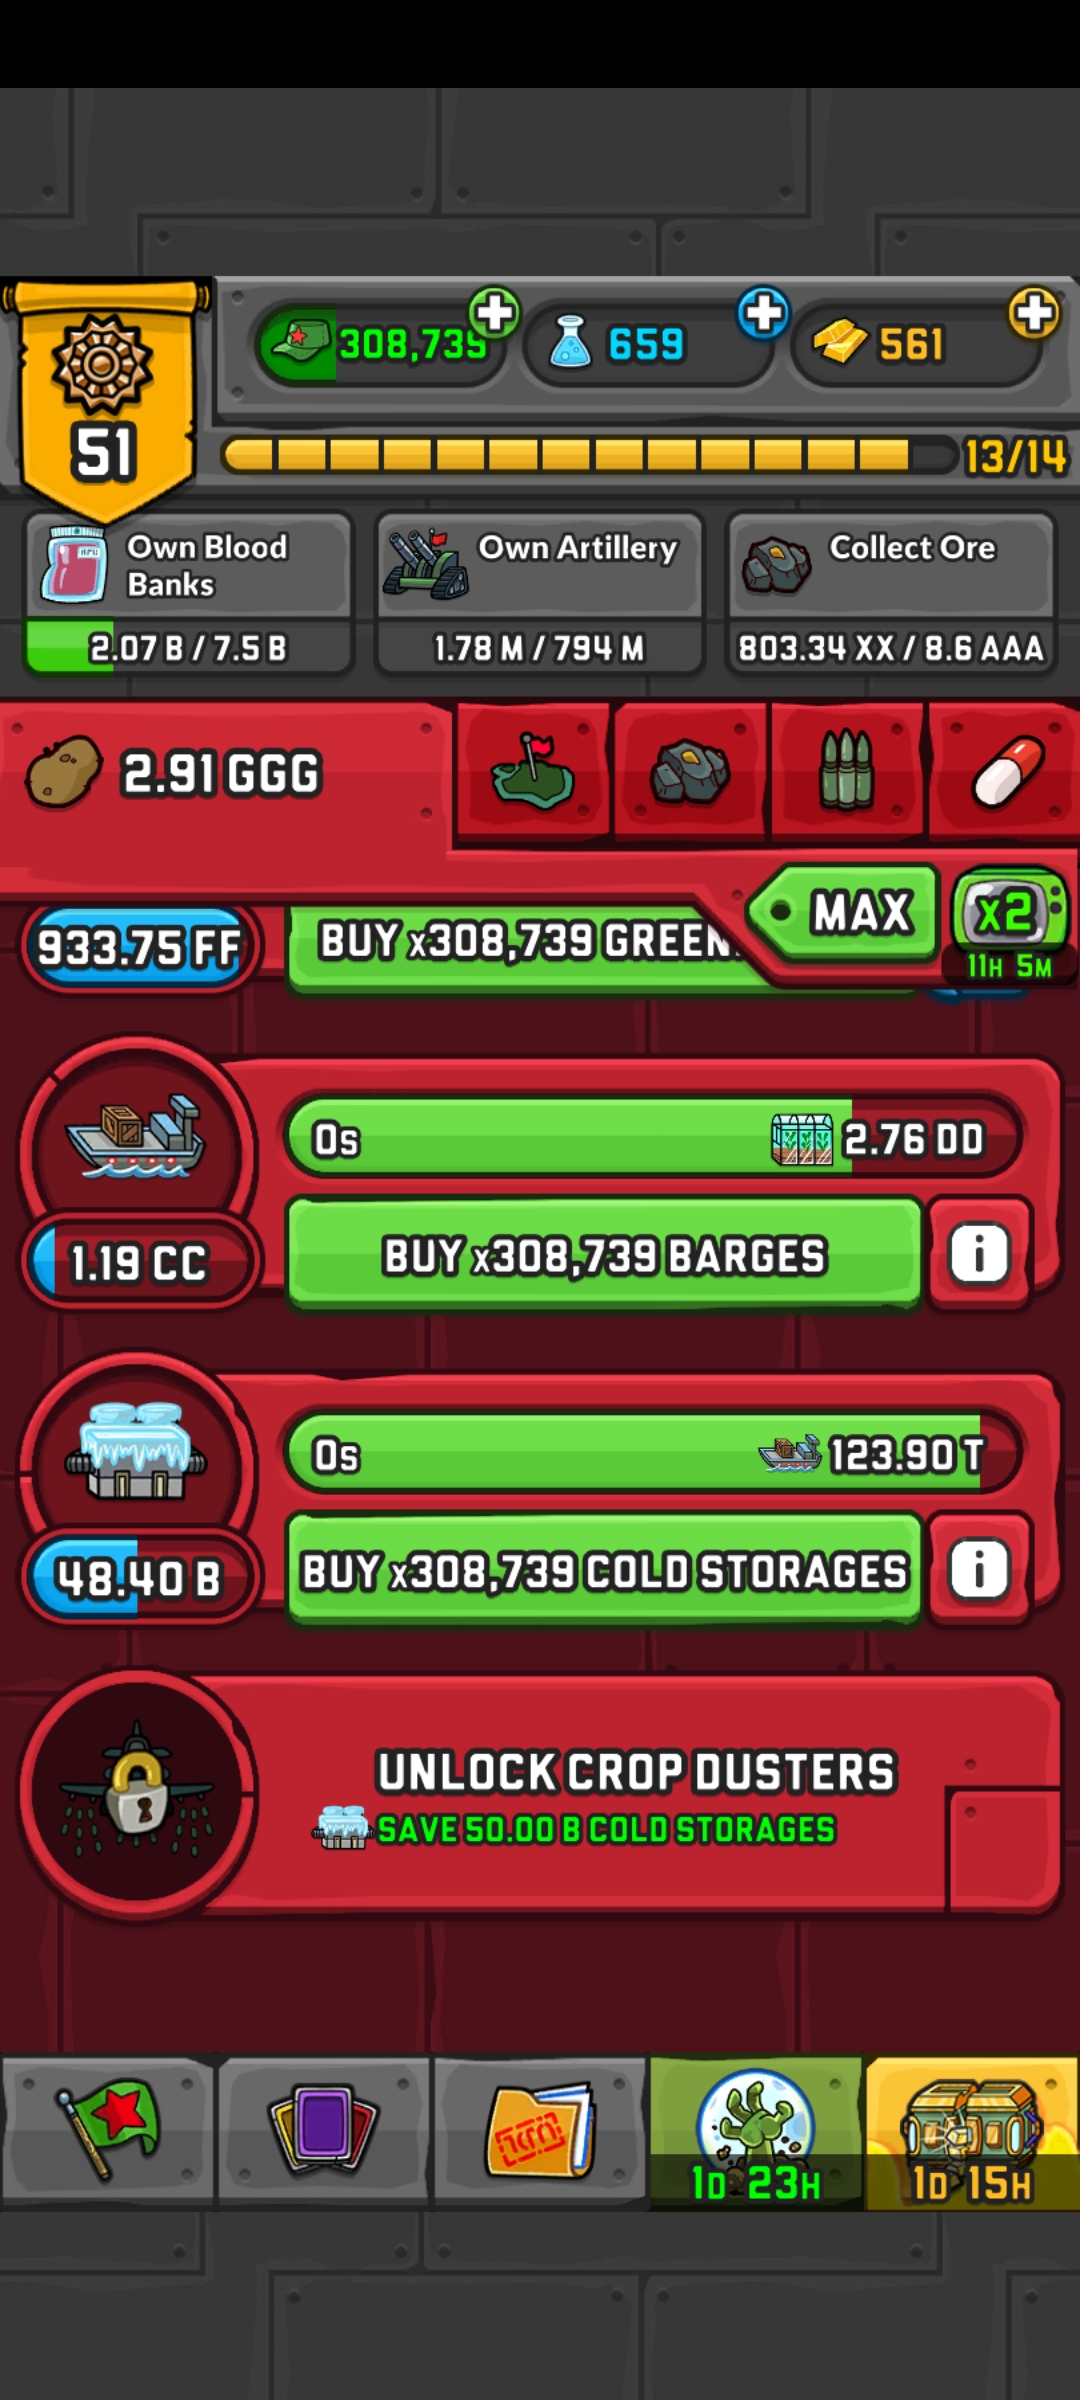 308,739
659
561
51
13/14
Own Blood
Banks
Own Artillery
Collect Ore
2.07 B / 7.5 B
1.78 M / 794 M
803.34 XX / 8.6 AAA
2.91 GGG
MAX
x2
11H 5M
933.75 FF
BUY x308,739 GREEN
0s
2.76 DD
1.19 CC
BUY x308,739 BARGES
i
0s
123.90 T
48.40 B
BUY x308,739 COLD STORAGES
i
UNLOCK CROP DUSTERS
SAVE 50.00 B COLD STORAGES
1D 23H
1D 15H